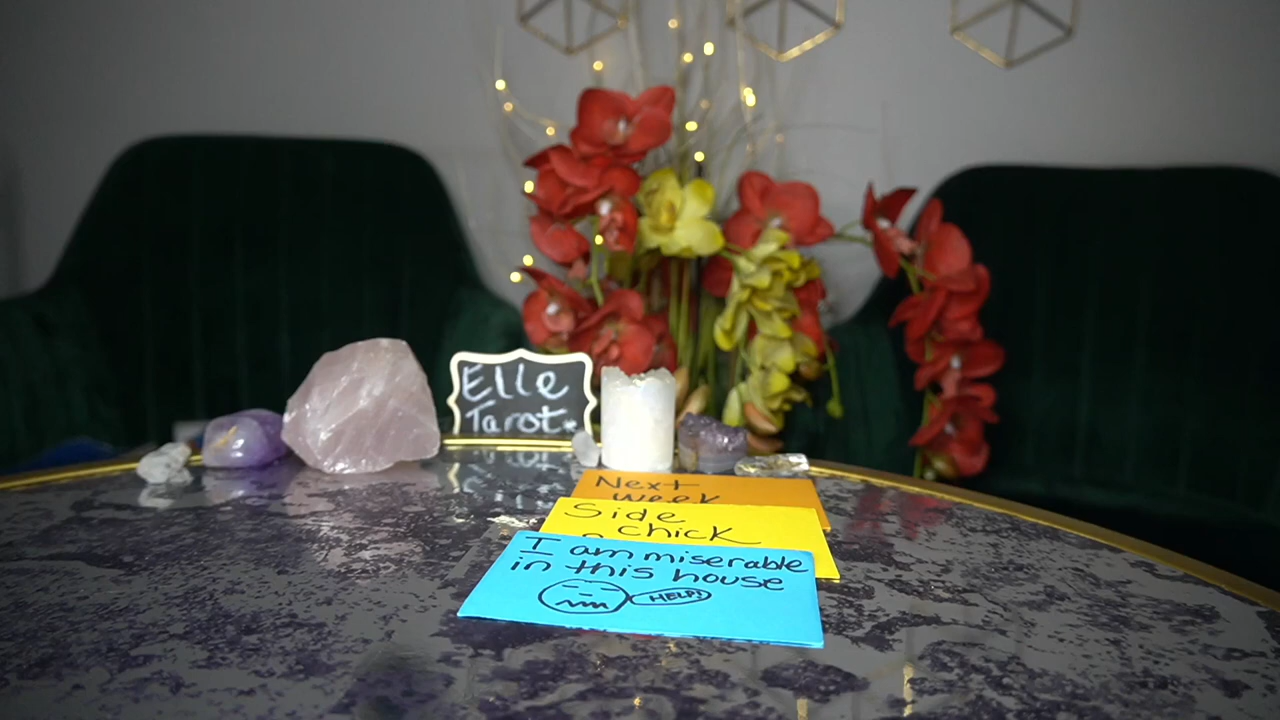 Elle
Tarot
Next
week
Side
chick
I am miserable
in this house
HELP!